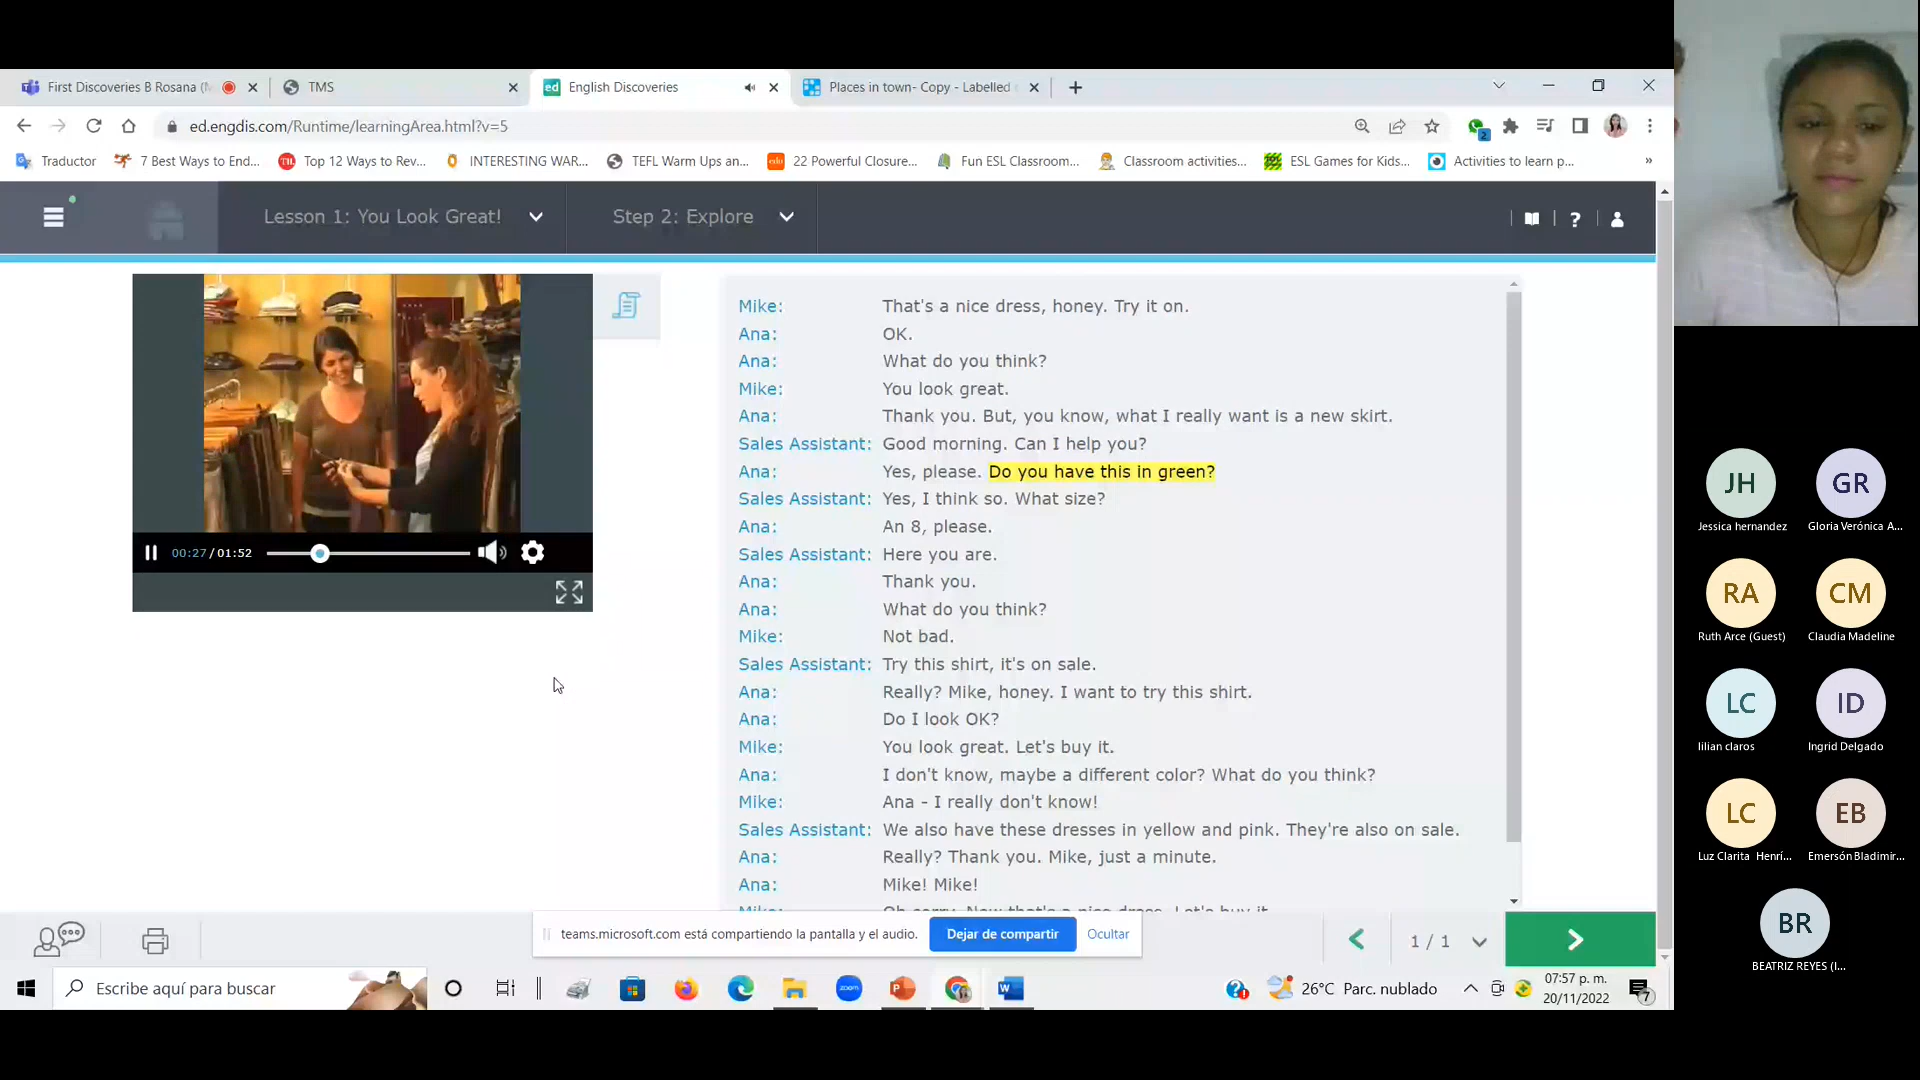 First Discoveries B Rosana (
TMS
English Discoveries
Places in town- Copy - Labelled
ed.engdis.com/Runtime/learningArea.html?v=5
Traductor
7 Best Ways to End...
Top 12 Ways to Rev...
INTERESTING WAR...
TEFL Warm Ups an...
22 Powerful Closure...
Fun ESL Classroom...
Classroom activities...
ESL Games for Kids...
Activities to learn p...
»
Lesson 1: You Look Great!
Step 2: Explore
?
Mike: That's a nice dress, honey. Try it on.
Ana: OK.
Ana: What do you think?
Mike: You look great.
Ana: Thank you. But, you know, what I really want is a new skirt.
Sales Assistant: Good morning. Can I help you?
Ana: Yes, please. Do you have this in green?
Sales Assistant: Yes, I think so. What size?
Ana: An 8, please.
Sales Assistant: Here you are.
Ana: Thank you.
Ana: What do you think?
Mike: Not bad.
Sales Assistant: Try this shirt, it's on sale.
Ana: Really? Mike, honey. I want to try this shirt.
Ana: Do I look OK?
Mike: You look great. Let's buy it.
Ana: I don't know, maybe a different color? What do you think?
Mike: Ana - I really don't know!
Sales Assistant: We also have these dresses in yellow and pink. They're also on sale.
Ana: Really? Thank you. Mike, just a minute.
Ana: Mike! Mike!
Mike: Oh sorry. Now that's a nice dress. Let's buy it.
00:27 / 01:52
teams.microsoft.com está compartiendo la pantalla y el audio.
Dejar de compartir
Ocultar
1 / 1
Escribe aquí para buscar
zoom
26°C Parc. nublado
07:57 p. m.
20/11/2022
7
JH
Jessica hernandez
GR
Gloria Verónica A...
RA
Ruth Arce (Guest)
CM
Claudia Madeline
LC
lilian claros
ID
Ingrid Delgado
LC
Luz Clarita Henrí...
EB
Emersón Bladimir...
BR
BEATRIZ REYES (I...